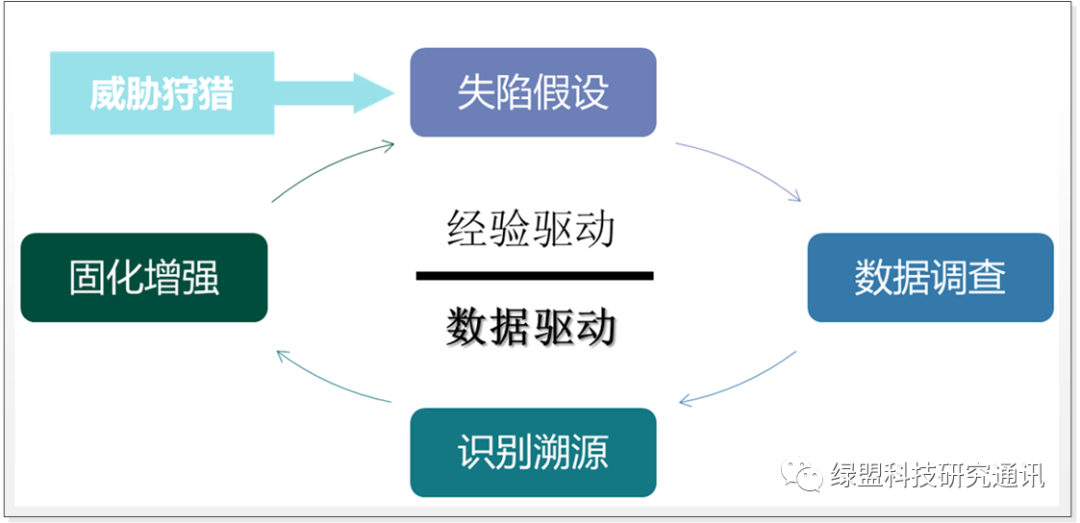 威胁狩猎
失陷假设
经验驱动
固化增强
数据调查
数据驱动
识别溯源
绿盟科技研究通讯